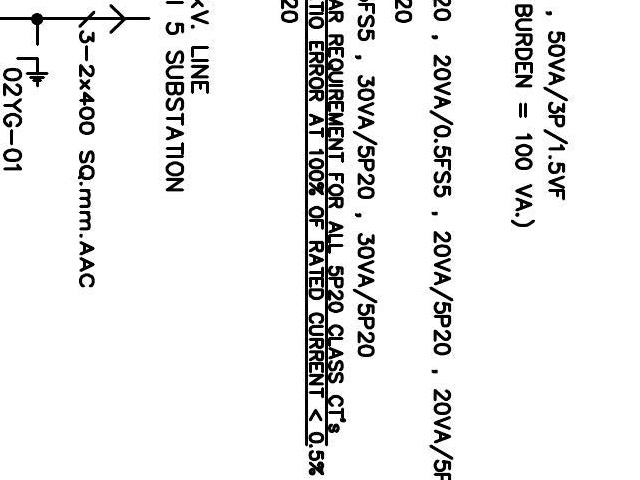 , 50VA/3P/1.5VF
BURDEN = 100 VA.)
20 , 20VA/0.5FS5 , 20VA/5P20 , 20VA/5P
20
FS5 , 30VA/5P20 , 30VA/5P20
AR REQUIREMENT FOR ALL 5P20 CLASS CT's
TIO ERROR AT 100% OF RATED CURRENT < 0.5%
20
kV. LINE
5 SUBSTATION
3-2x400 SQ.mm.AAC
02YG-01